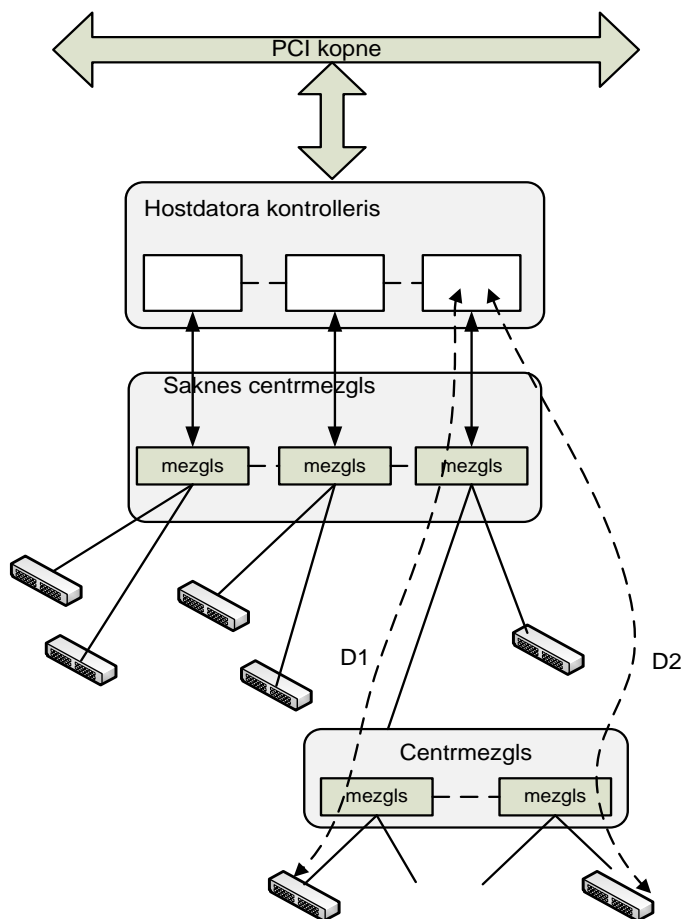 PCI kopne
Hostdatora kontrolleris
Saknes centrmezgls
mezgls
mezgls
mezgls
D1
D2
Centrmezgls
mezgls
mezgls